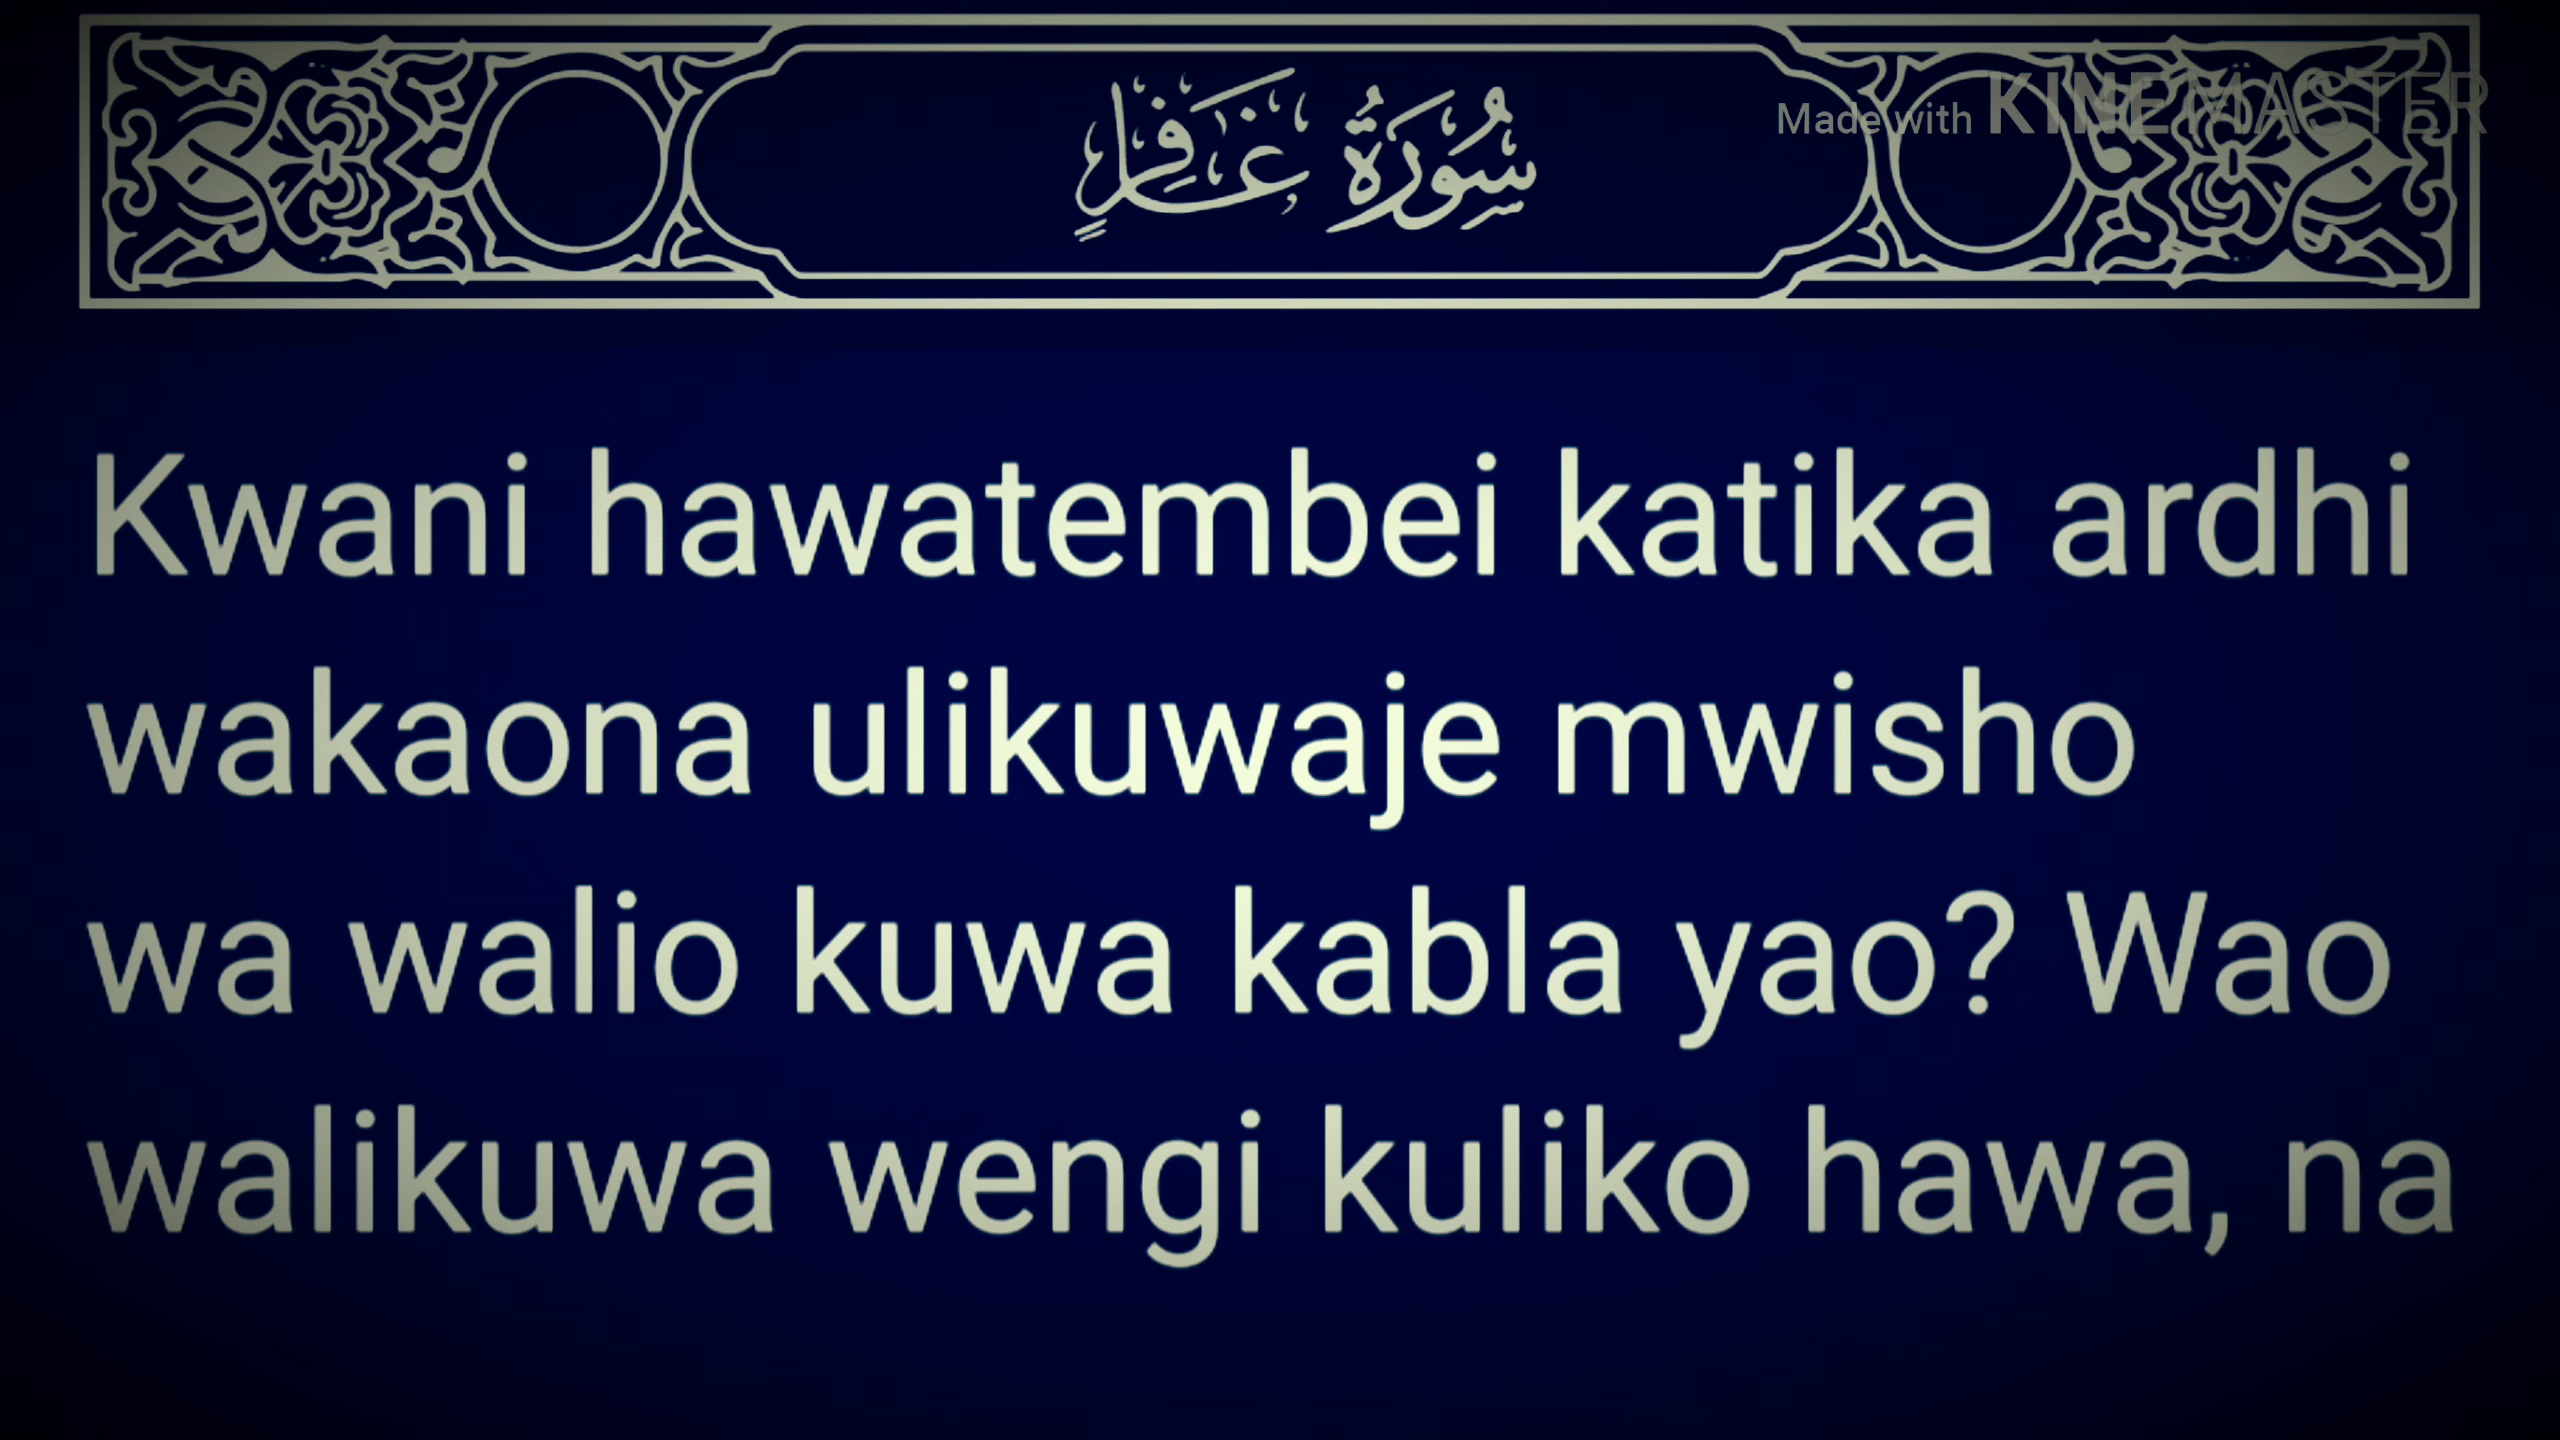 سُورَةُ غَافِرٍ
Made with KINEMASTER
Kwani hawatembei katika ardhi
wakaona ulikuwaje mwisho
wa walio kuwa kabla yao? Wao
walikuwa wengi kuliko hawa, na